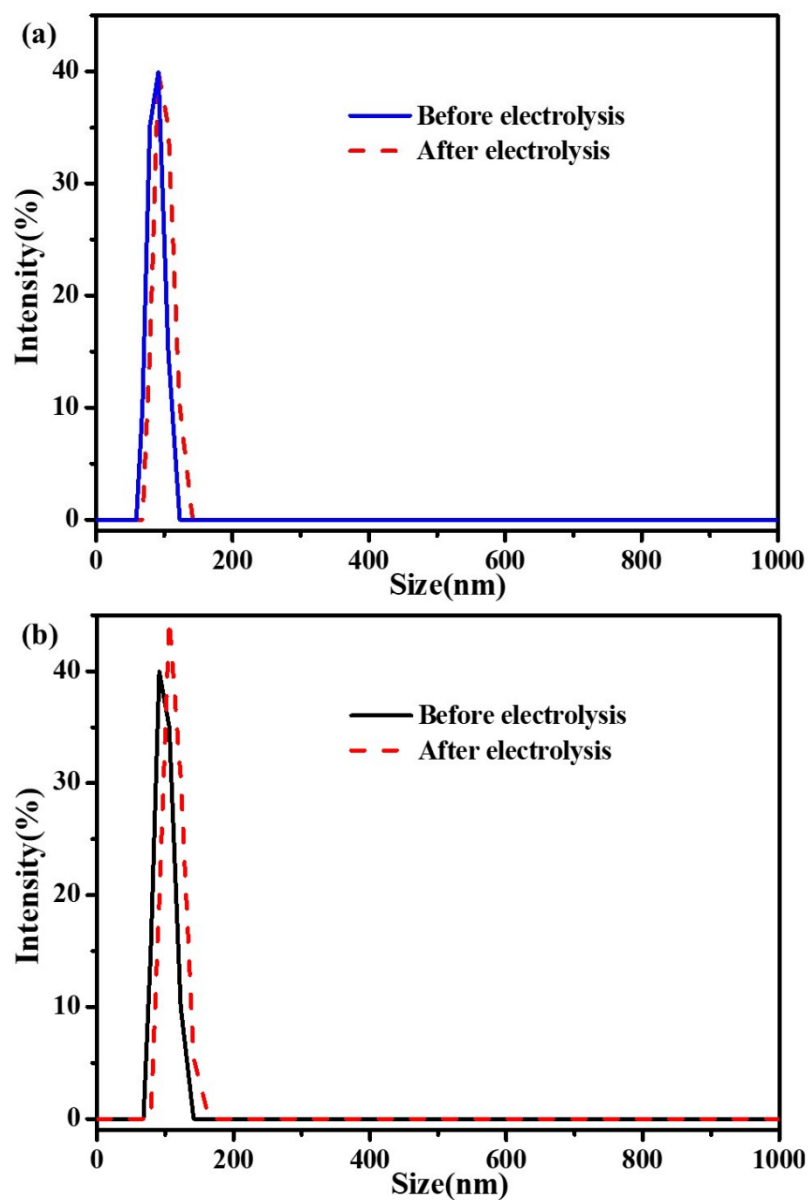 (a)
40
30
20
10
0
Intensity(%)
Before electrolysis
After electrolysis
0 200 400 600 800 1000
Size(nm)
(b)
40
30
20
10
0
Intensity(%)
Before electrolysis
After electrolysis
0 200 400 600 800 1000
Size(nm)